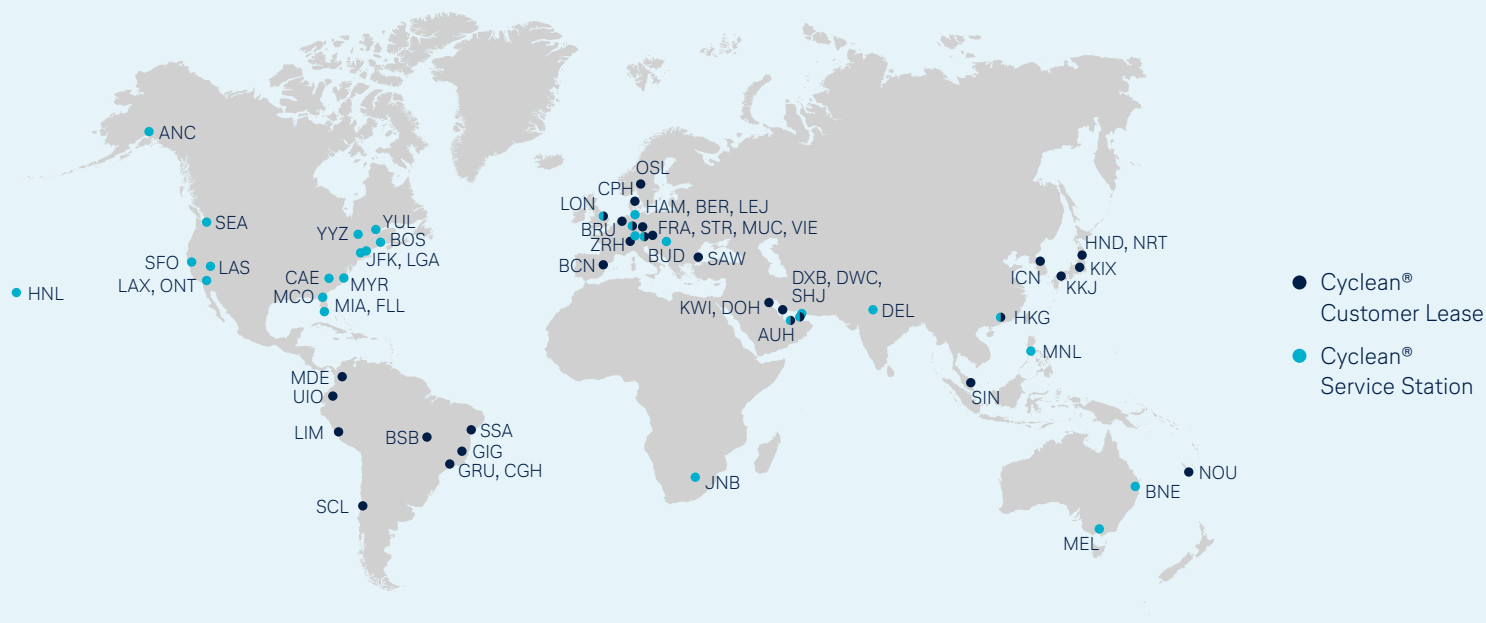 ANC
SEA
SFO
LAS
LAX, ONT
HNL
YUL
YYZ
BOS
JFK, LGA
CAE
MYR
MCO
MIA, FLL
MDE
UIO
LIM
BSB
SSA
GIG
GRU, CGH
SCL
OSL
CPH
LON
HAM, BER, LEJ
BRU
FRA, STR, MUC, VIE
ZRH
BUD
SAW
BCN
DXB, DWC,
SHJ
KWI, DOH
AUH
DEL
JNB
HND, NRT
ICN
KIX
KKJ
HKG
MNL
SIN
NOU
BNE
MEL
Cyclean®
Customer Lease
Cyclean®
Service Station